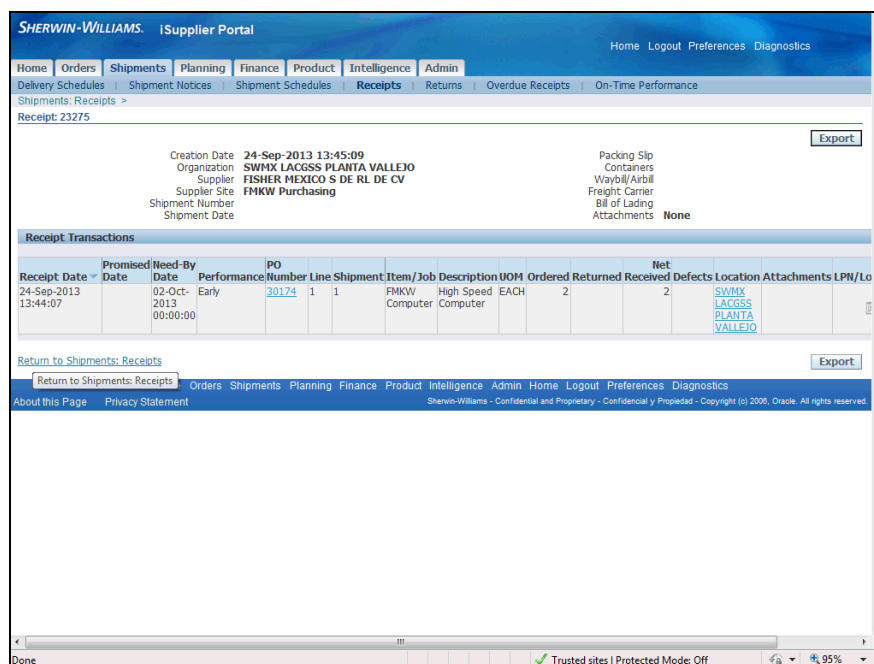 SHERWIN-WILLIAMS. iSupplier Portal
Home Logout Preferences Diagnostics
Home Orders Shipments Planning Finance Product Intelligence Admin
Delivery Schedules | Shipment Notices | Shipment Schedules | Receipts | Returns | Overdue Receipts | On-Time Performance
Shipments: Receipts >
Receipt: 23275
Export
Creation Date 24-Sep-2013 13:45:09
Organization SWMX LACGSS PLANTA VALLEJO
Supplier FISHER MEXICO S DE RL DE CV
Supplier Site FMKW Purchasing
Shipment Number
Shipment Date
Packing Slip
Containers
Waybill/Airbill
Freight Carrier
Bill of Lading
Attachments None
Receipt Transactions
Promised Need-By PO Net
Receipt Date Date Date Performance Number Line Shipment Item/Job Description UOM Ordered Returned Received Defects Location Attachments LPN/Lo
24-Sep-2013 02-Oct- Early 30174 1 1 FMKW High Speed EACH 2 2 SWMX
13:44:07 2013 Computer Computer LACGSS
00:00:00 PLANTA
VALLEJO
Return to Shipments: Receipts
Export
Return to Shipments: Receipts
Orders Shipments Planning Finance Product Intelligence Admin Home Logout Preferences Diagnostics
About this Page Privacy Statement
Sherwin-Williams - Confidential and Proprietary - Confidencial y Propiedad - Copyright (c) 2006, Oracle. All rights reserved.
Done
Trusted sites | Protected Mode: Off
95%